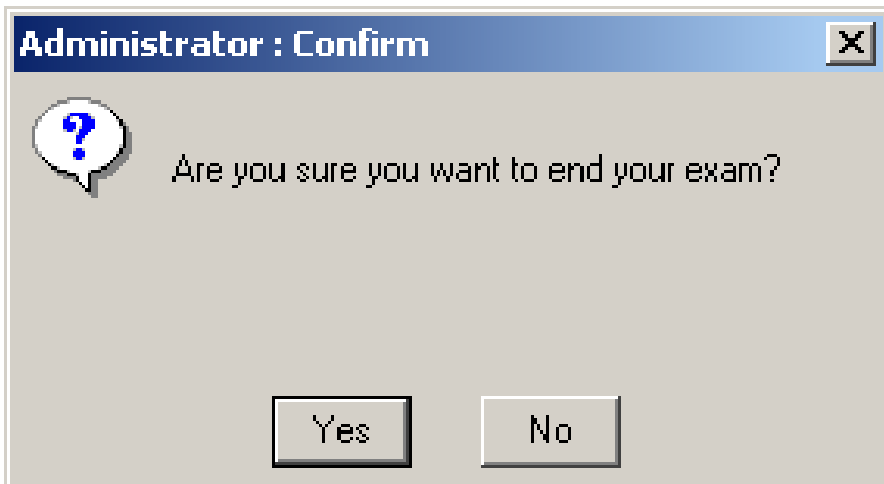 Administrator : Confirm
Are you sure you want to end your exam?
Yes
No